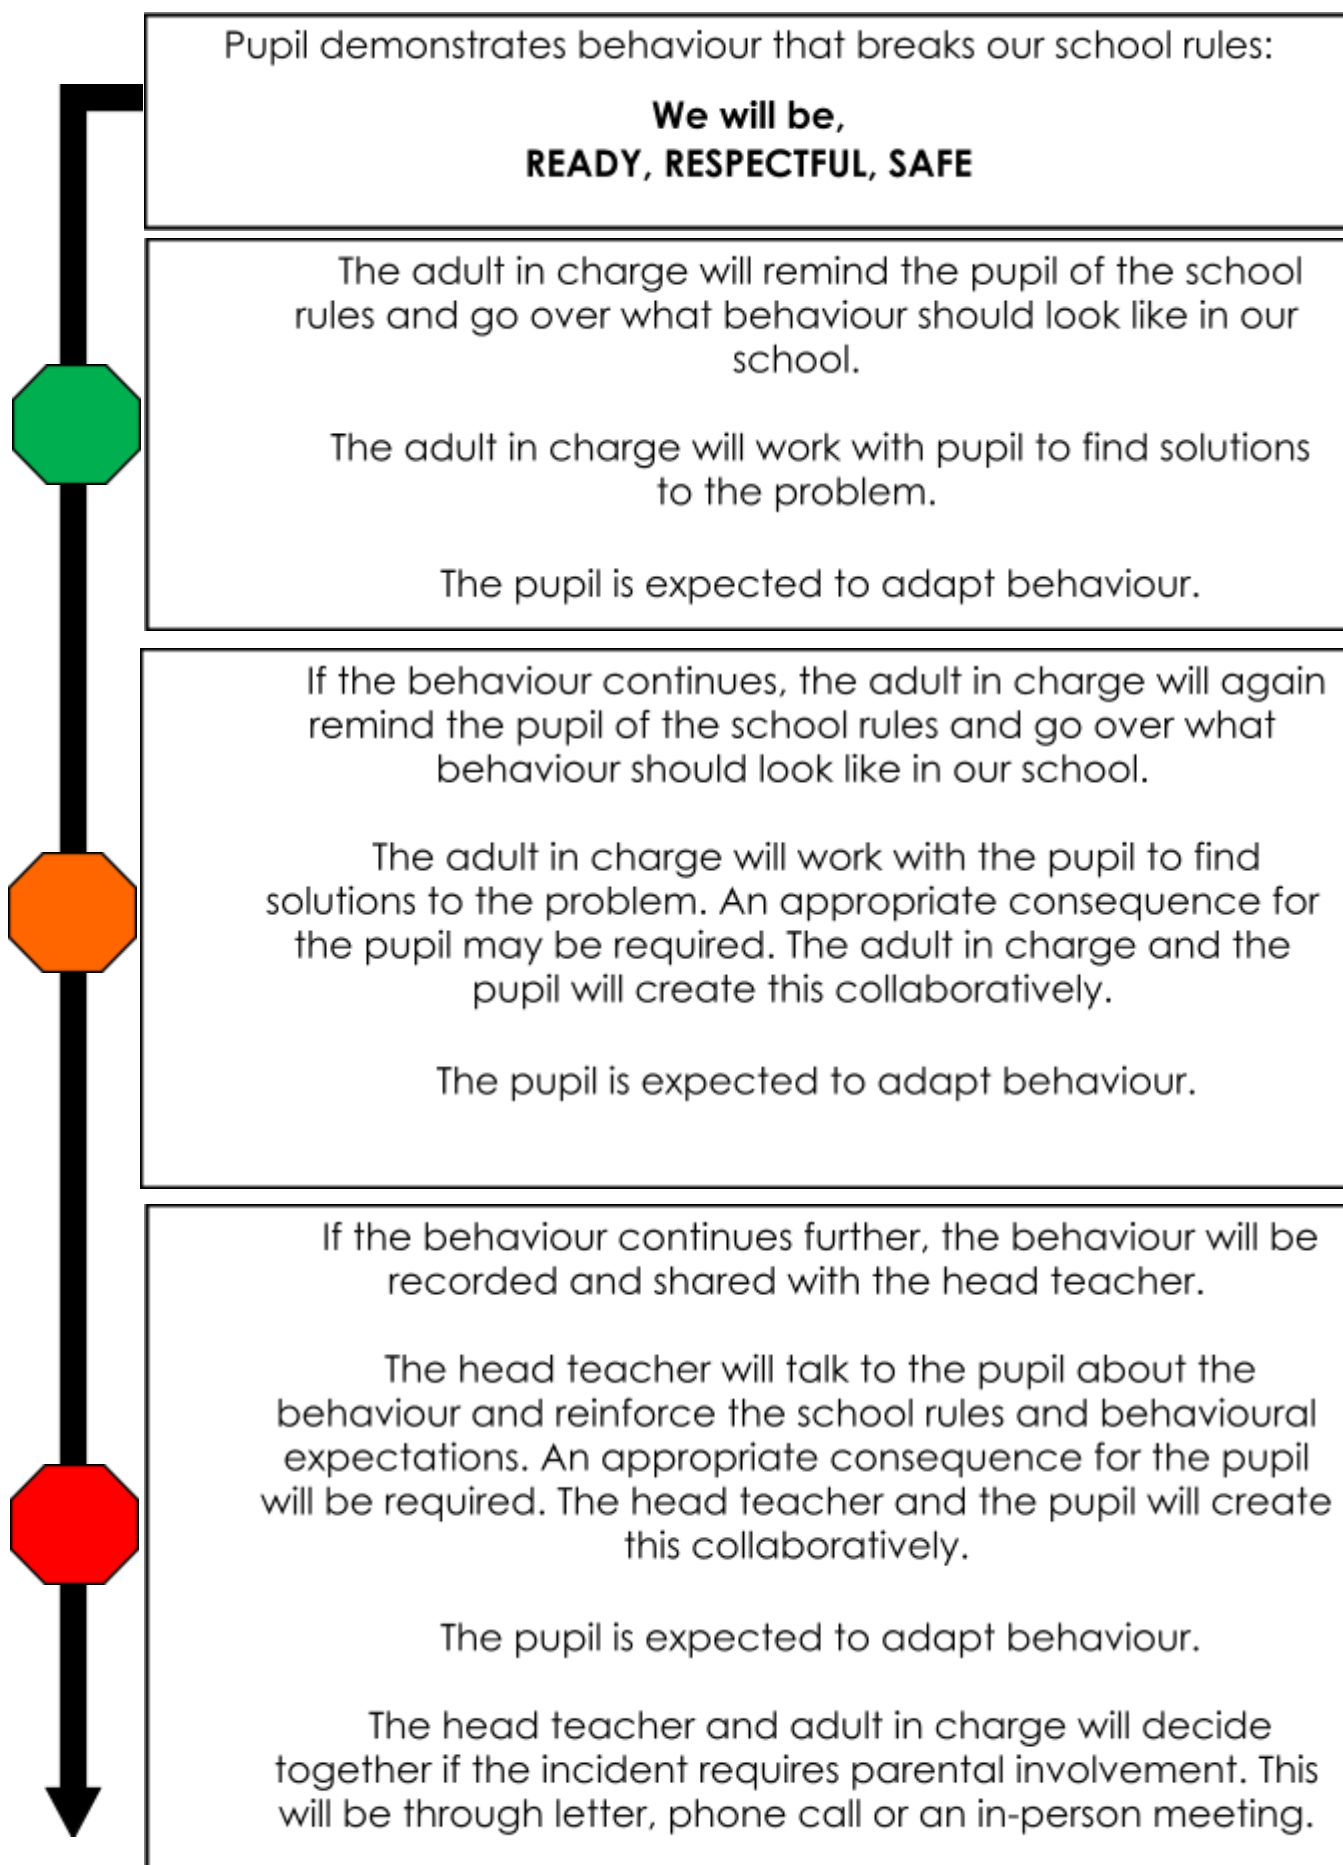 Pupil demonstrates behaviour that breaks our school rules:
We will be,
READY, RESPECTFUL, SAFE
The adult in charge will remind the pupil of the school
rules and go over what behaviour should look like in our
school.
The adult in charge will work with pupil to find solutions
to the problem.
The pupil is expected to adapt behaviour.
If the behaviour continues, the adult in charge will again
remind the pupil of the school rules and go over what
behaviour should look like in our school.
The adult in charge will work with the pupil to find
solutions to the problem. An appropriate consequence for
the pupil may be required. The adult in charge and the
pupil will create this collaboratively.
The pupil is expected to adapt behaviour.
If the behaviour continues further, the behaviour will be
recorded and shared with the head teacher.
The head teacher will talk to the pupil about the
behaviour and reinforce the school rules and behavioural
expectations. An appropriate consequence for the pupil
will be required. The head teacher and the pupil will create
this collaboratively.
The pupil is expected to adapt behaviour.
The head teacher and adult in charge will decide
together if the incident requires parental involvement. This
will be through letter, phone call or an in-person meeting.